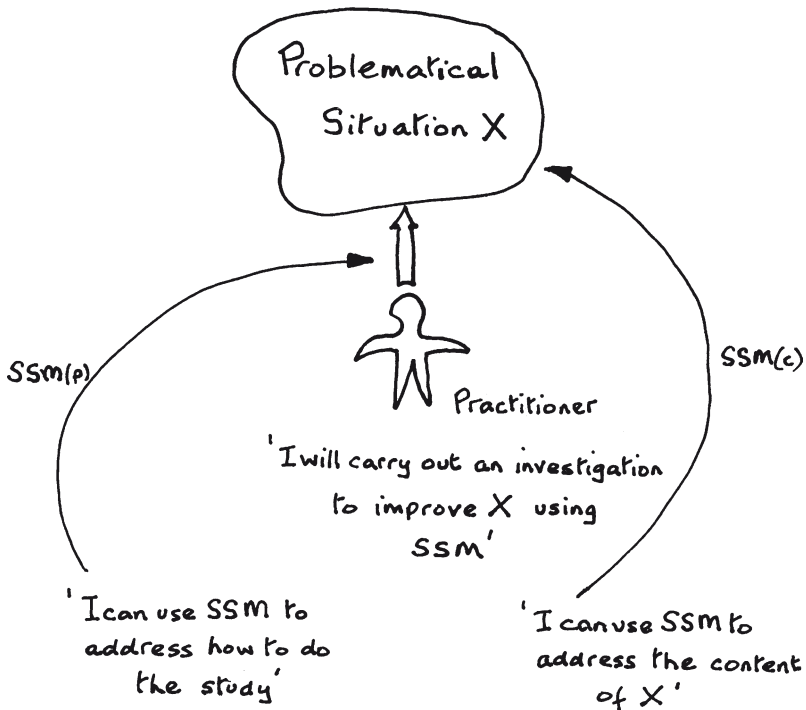 Problematical
Situation X
SSM(p)
SSM(c)
Practitioner
'I will carry out an investigation
to improve X using
SSM'
'I can use SSM to
address how to do
the study'
'I can use SSM to
address the content
of X'